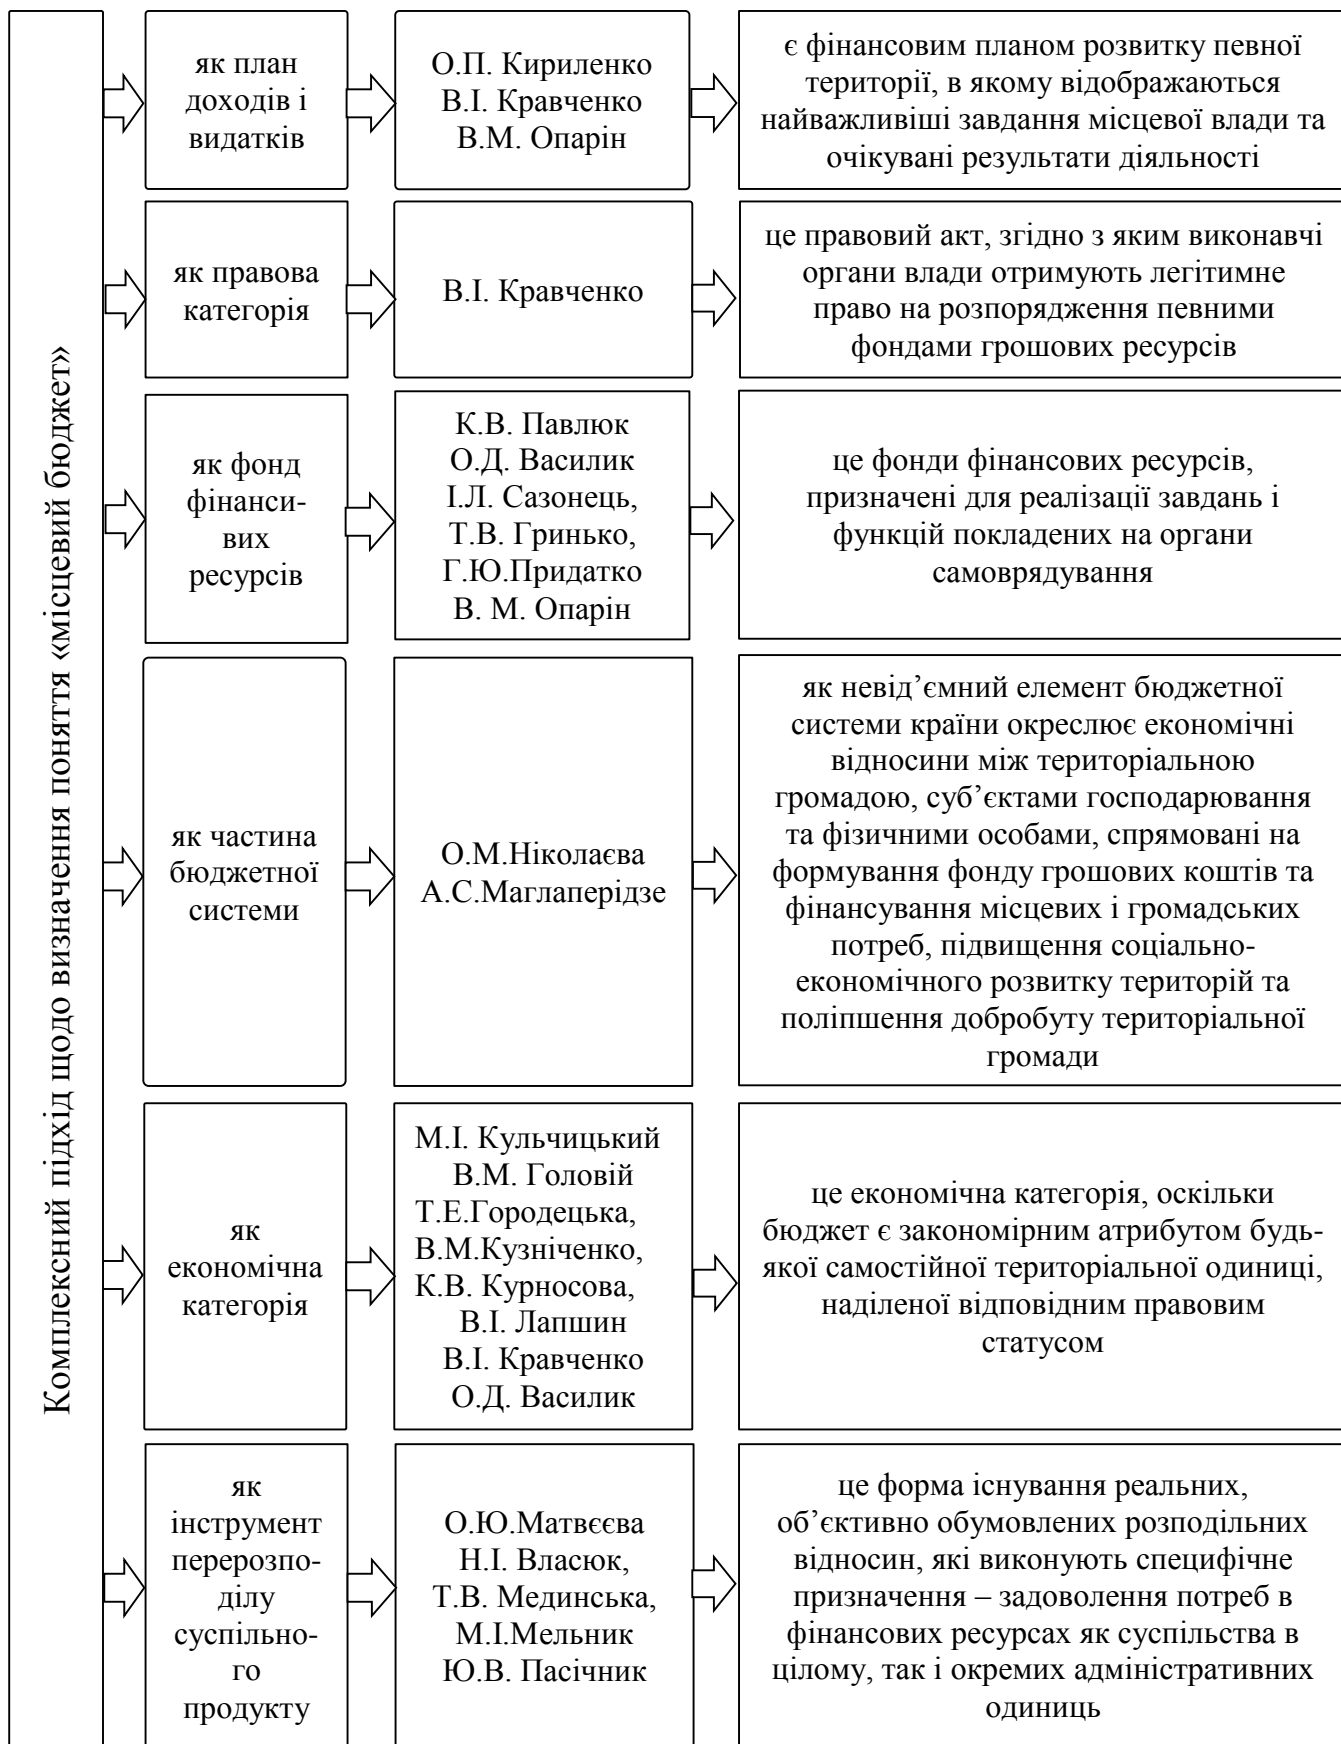 Комплексний підхід щодо визначення поняття «місцевий бюджет»
як план
доходів і
видатків
О.П. Кириленко
В.І. Кравченко
В.М. Опарін
є фінансовим планом розвитку певної
території, в якому відображаються
найважливіші завдання місцевої влади та
очікувані результати діяльності
як правова
категорія
В.І. Кравченко
це правовий акт, згідно з яким виконавчі
органи влади отримують легітимне
право на розпорядження певними
фондами грошових ресурсів
як фонд
фінанси-
вих
ресурсів
К.В. Павлюк
О.Д. Василик
І.Л. Сазонець,
Т.В. Гринько,
Г.Ю.Придатко
В. М. Опарін
це фонди фінансових ресурсів,
призначені для реалізації завдань і
функцій покладених на органи
самоврядування
як частина
бюджетної
системи
О.М.Ніколаєва
А.С.Маглаперідзе
як невід’ємний елемент бюджетної
системи країни окреслює економічні
відносини між територіальною
громадою, суб’єктами господарювання
та фізичними особами, спрямовані на
формування фонду грошових коштів та
фінансування місцевих і громадських
потреб, підвищення соціально-
економічного розвитку територій та
поліпшення добробуту територіальної
громади
як
економічна
категорія
М.І. Кульчицький
В.М. Головій
Т.Е.Городецька,
В.М.Кузніченко,
К.В. Курносова,
В.І. Лапшин
В.І. Кравченко
О.Д. Василик
це економічна категорія, оскільки
бюджет є закономірним атрибутом будь-
якої самостійної територіальної одиниці,
наділеної відповідним правовим
статусом
як
інструмент
перерозпо-
ділу
суспільно-
го
продукту
О.Ю.Матвєєва
Н.І. Власюк,
Т.В. Мединська,
М.І.Мельник
Ю.В. Пасічник
це форма існування реальних,
об’єктивно обумовлених розподільних
відносин, які виконують специфічне
призначення – задоволення потреб в
фінансових ресурсах як суспільства в
цілому, так і окремих адміністративних
одиниць